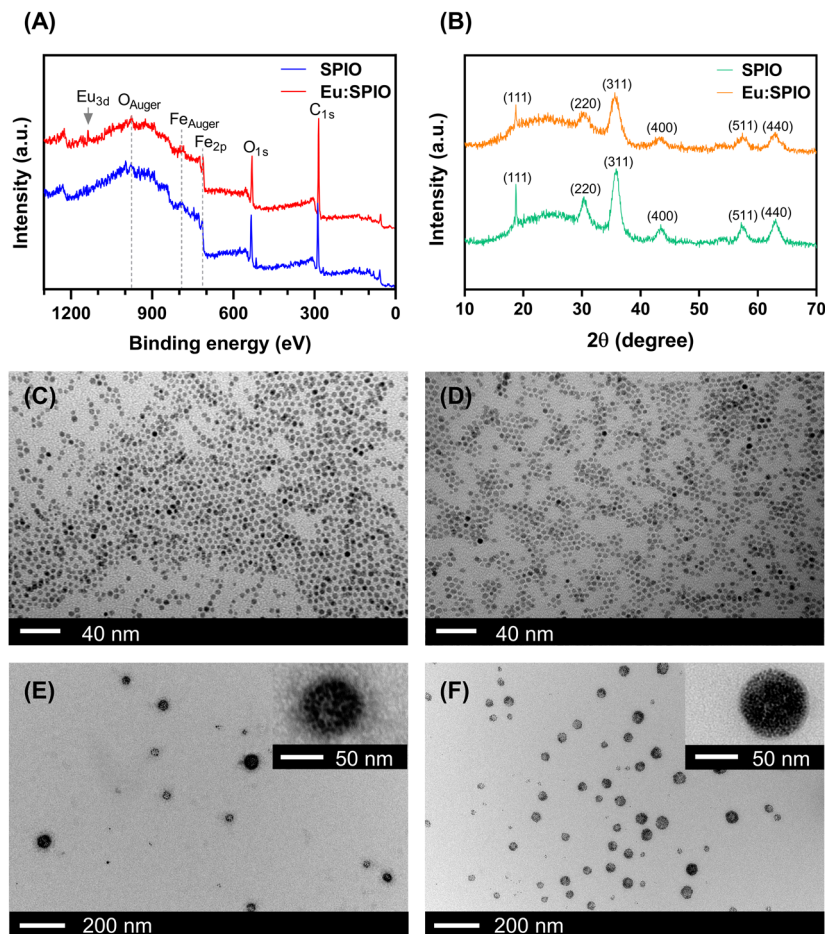 (A)
SPIO
Eu:SPIO
Eu3d
OAuger
FeAuger
Fe2p
O1s
C1s
Intensity (a.u.)
1200 900 600 300 0
Binding energy (eV)
(B)
SPIO
Eu:SPIO
(111) (220) (311) (400) (511) (440)
(111) (220) (311) (400) (511) (440)
Intensity (a.u.)
10 20 30 40 50 60 70
2θ (degree)
(C)
40 nm
(D)
40 nm
(E)
50 nm
200 nm
(F)
50 nm
200 nm